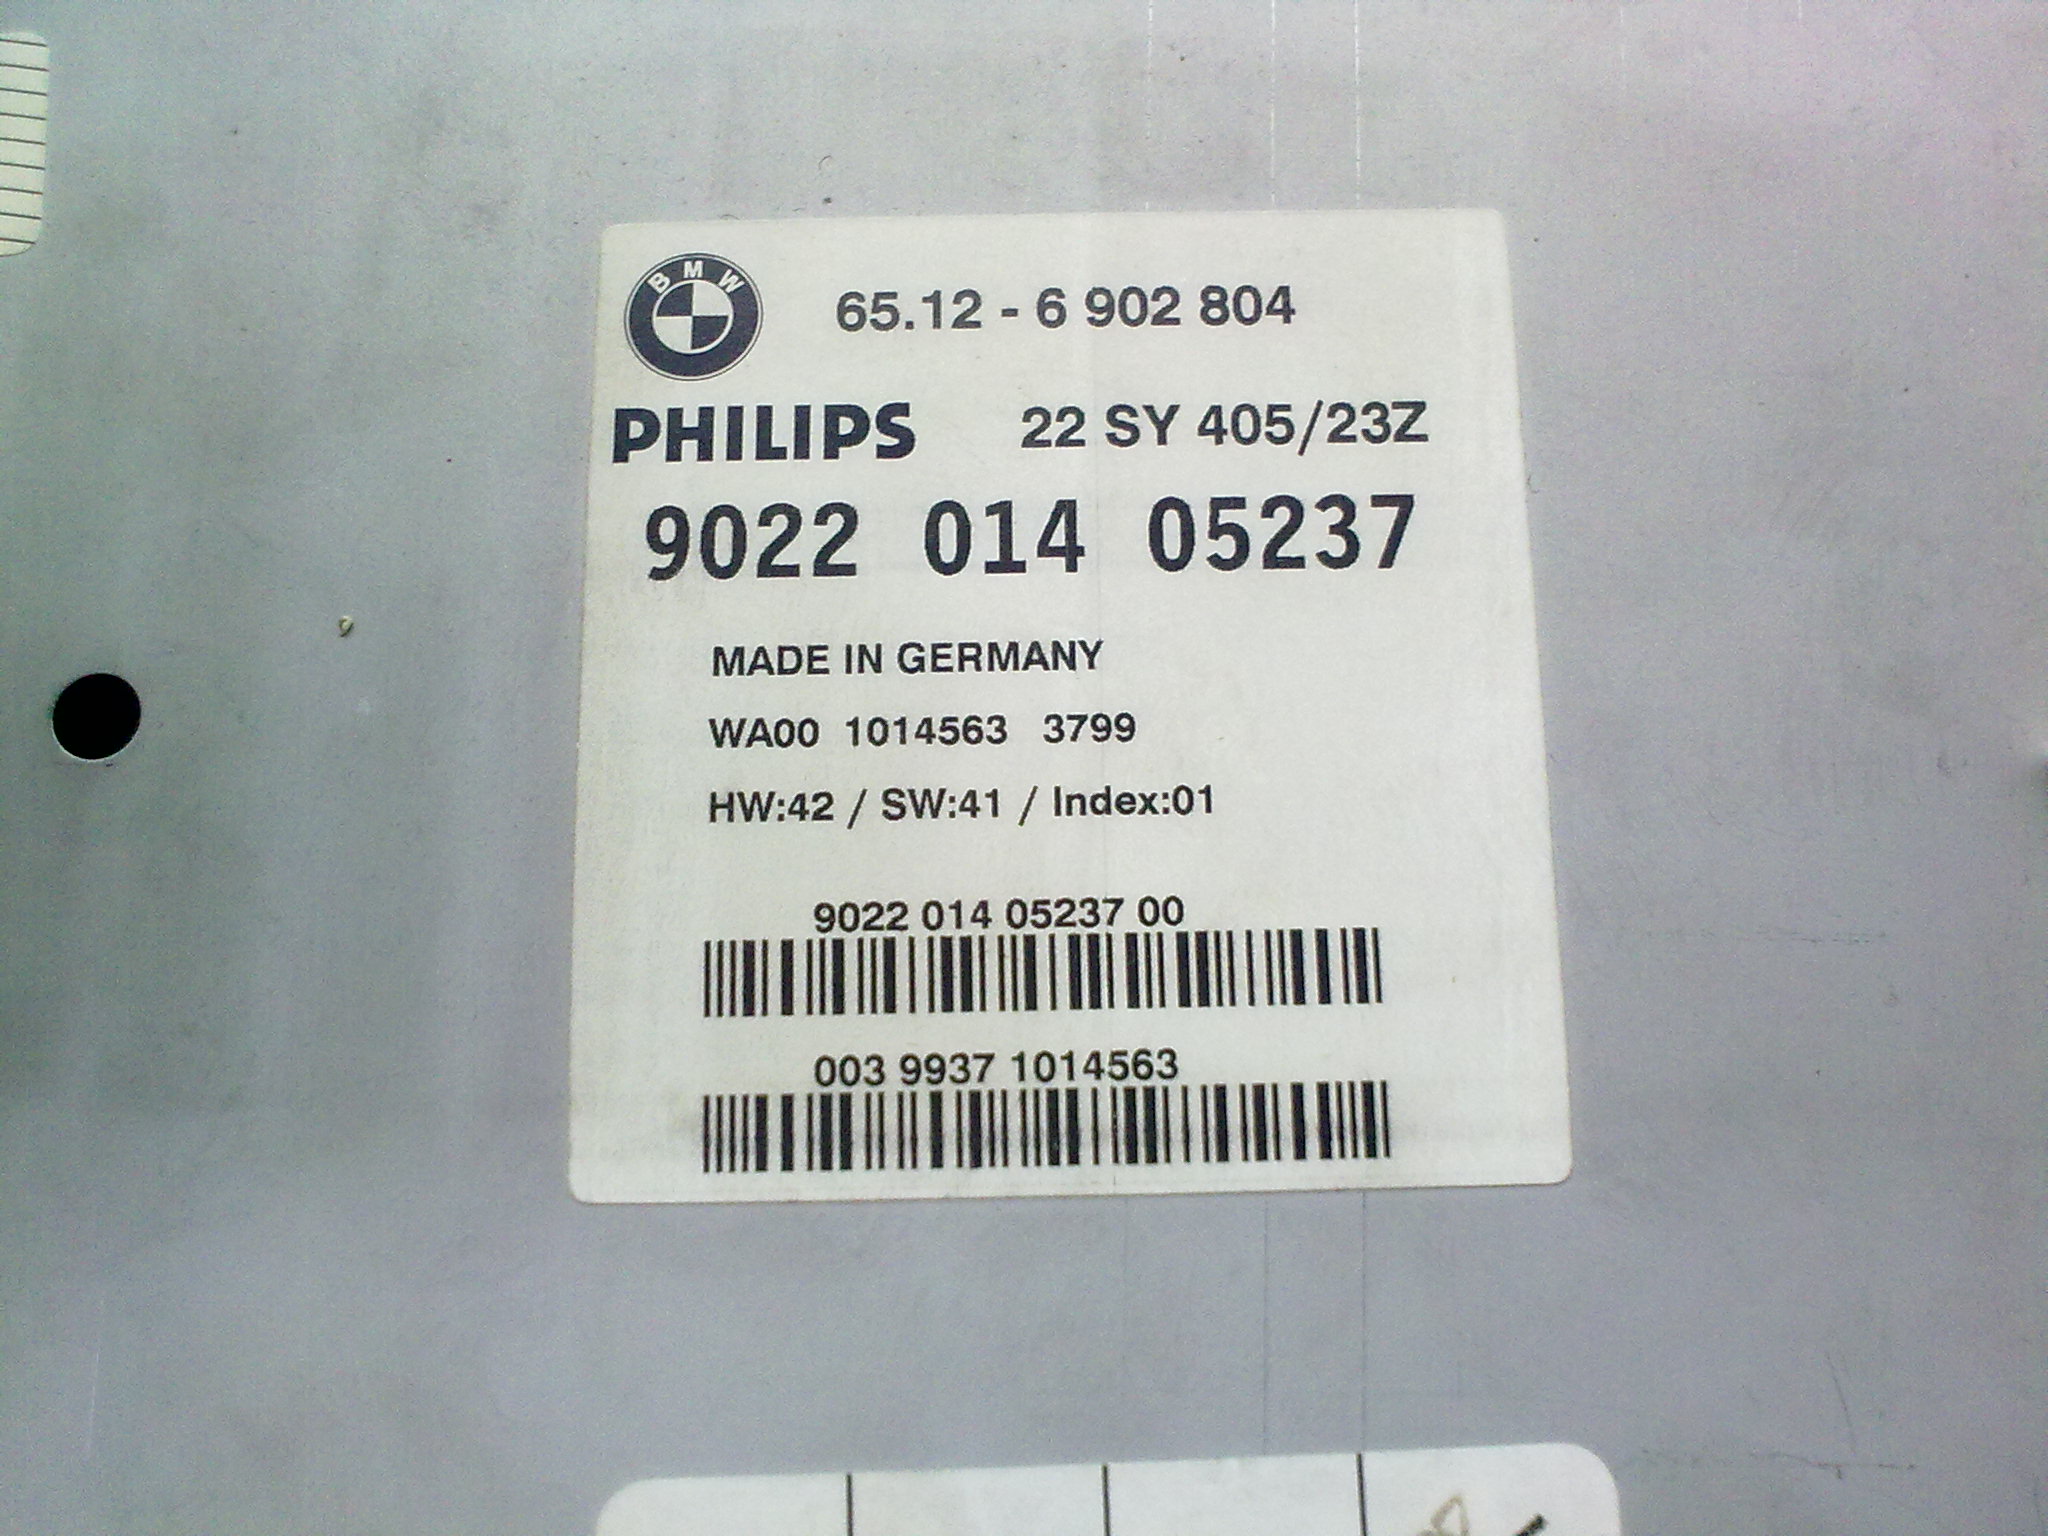 BMW
65.12 - 6 902 804
PHILIPS 22 SY 405/23Z
9022 014 05237
MADE IN GERMANY
WA00 1014563 3799
HW:42 / SW:41 / Index:01
9022 014 05237 00
003 9937 1014563